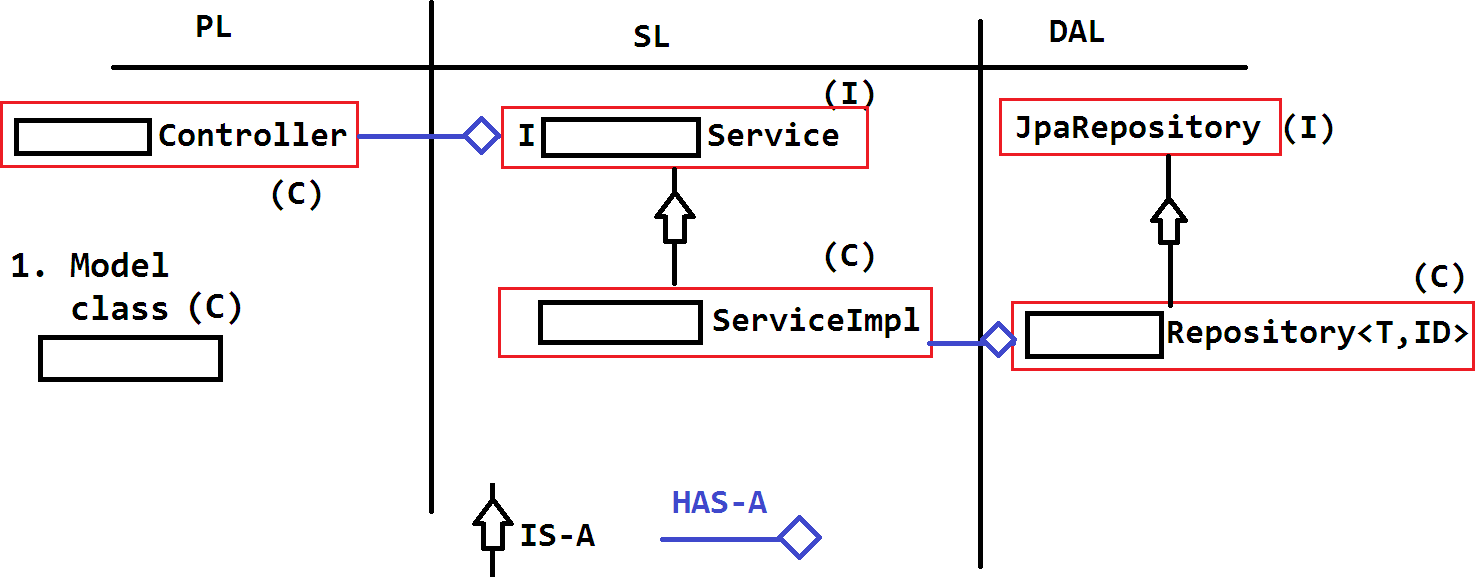 PL
SL
DAL
Controller
(C)
I Service
(I)
JpaRepository (I)
1. Model
class (C)
ServiceImpl
(C)
Repository<T,ID>
(C)
IS-A
HAS-A